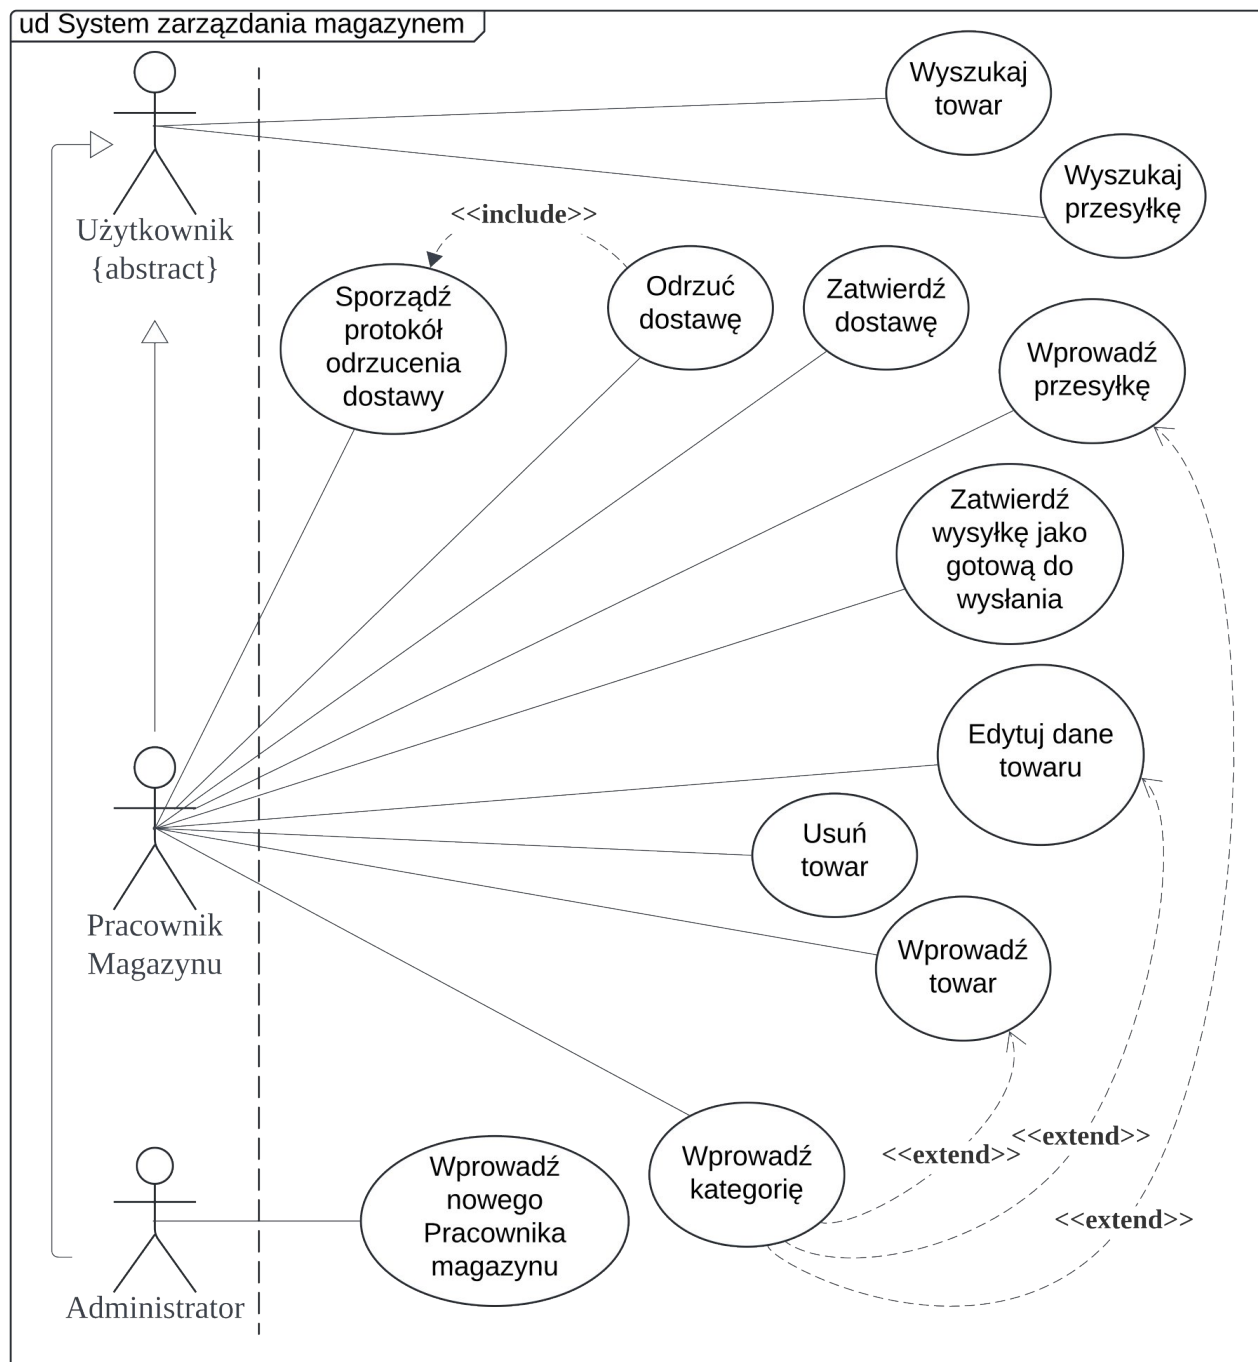 ud System zarzązdania magazynem
Wyszukaj
towar
Wyszukaj
przesyłkę
Użytkownik
{abstract}
<<include>>
Sporządź
protokół
odrzucenia
dostawy
Odrzuć
dostawę
Zatwierdź
dostawę
Wprowadź
przesyłkę
Zatwierdź
wysyłkę jako
gotową do
wysłania
Edytuj dane
towaru
Usuń
towar
Pracownik
Magazynu
Wprowadź
towar
<<extend>>
<<extend>>
<<extend>>
Wprowadź
kategorię
Wprowadź
nowego
Pracownika
magazynu
Administrator